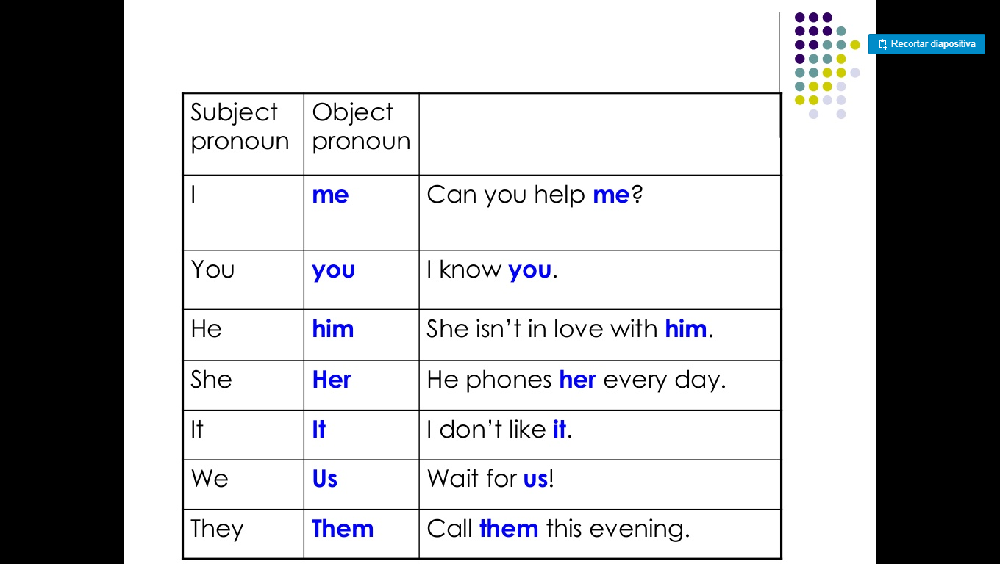 Recortar diapositiva
Subject pronoun
Object pronoun
I me Can you help me?
You you I know you.
He him She isn’t in love with him.
She Her He phones her every day.
It It I don’t like it.
We Us Wait for us!
They Them Call them this evening.